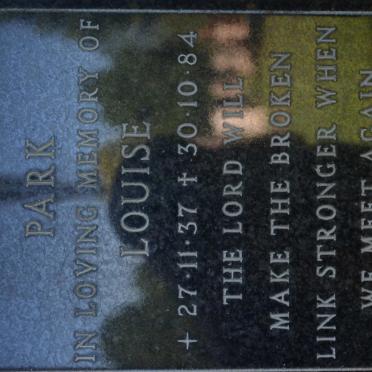 PARK
IN LOVING MEMORY OF
LOUISE
+ 27·11·37 + 30·10·84
THE LORD WILL
MAKE THE BROKEN
LINK STRONGER WHEN
WE MEET AGAIN